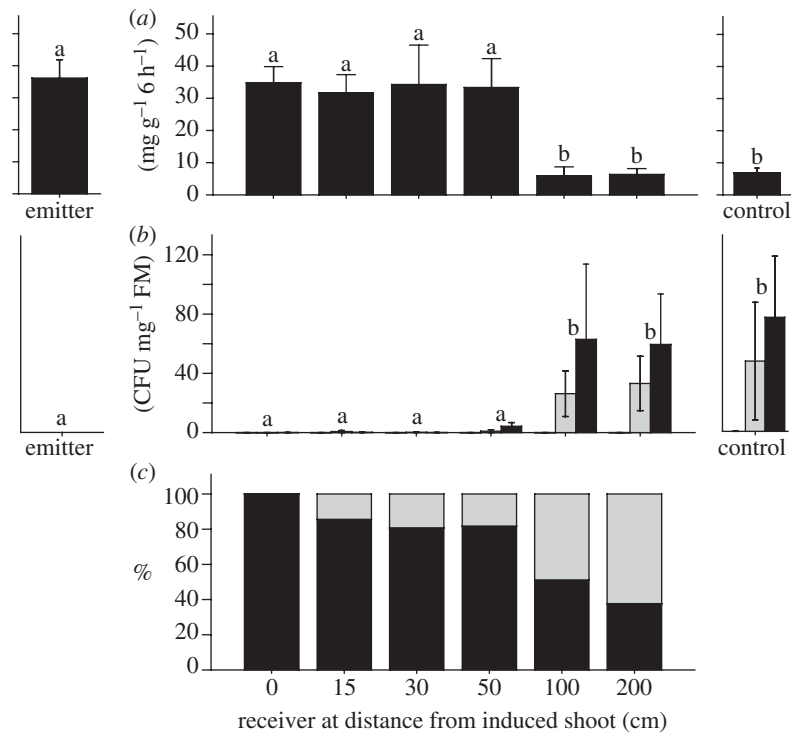 (a)
50
40
30
20
10
0
(mg g⁻¹ 6 h⁻¹)
a
a a a a b b
b
emitter
control
(b)
120
80
40
0
(CFU mg⁻¹ FM)
a
a a a a b b
b
emitter
control
(c)
100
80
60
40
20
0
%
0 15 30 50 100 200
receiver at distance from induced shoot (cm)